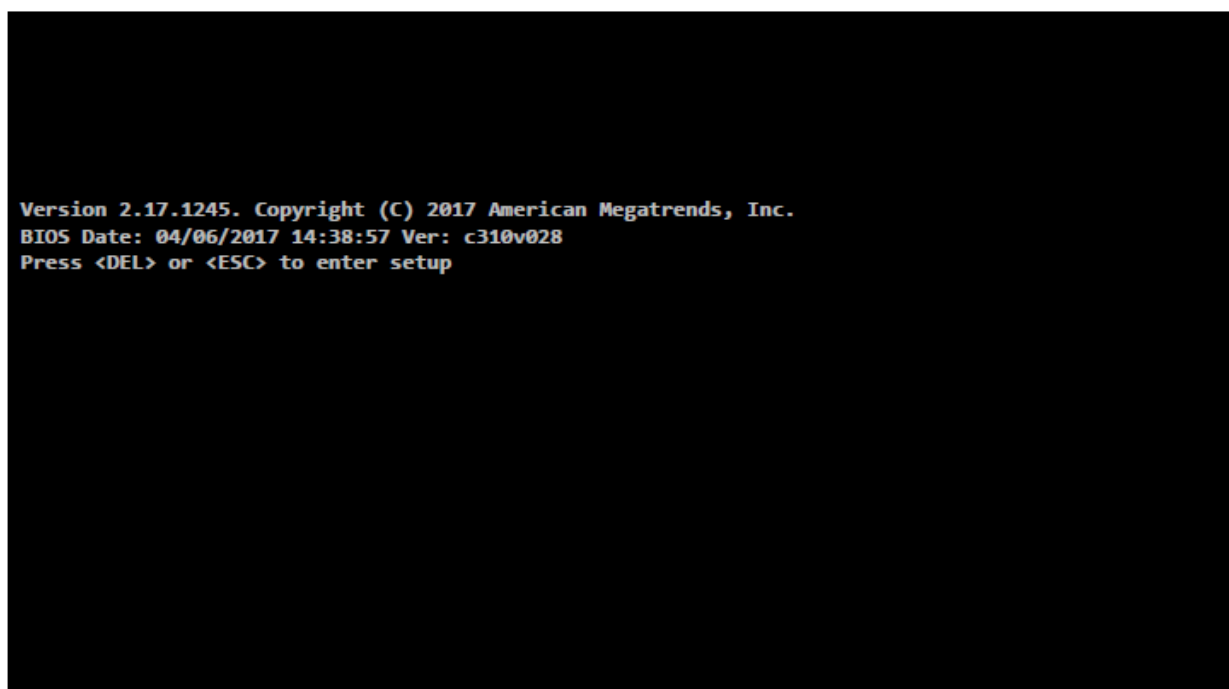 Version 2.17.1245. Copyright (C) 2017 American Megatrends, Inc.
BIOS Date: 04/06/2017 14:38:57 Ver: c310v028
Press <DEL> or <ESC> to enter setup